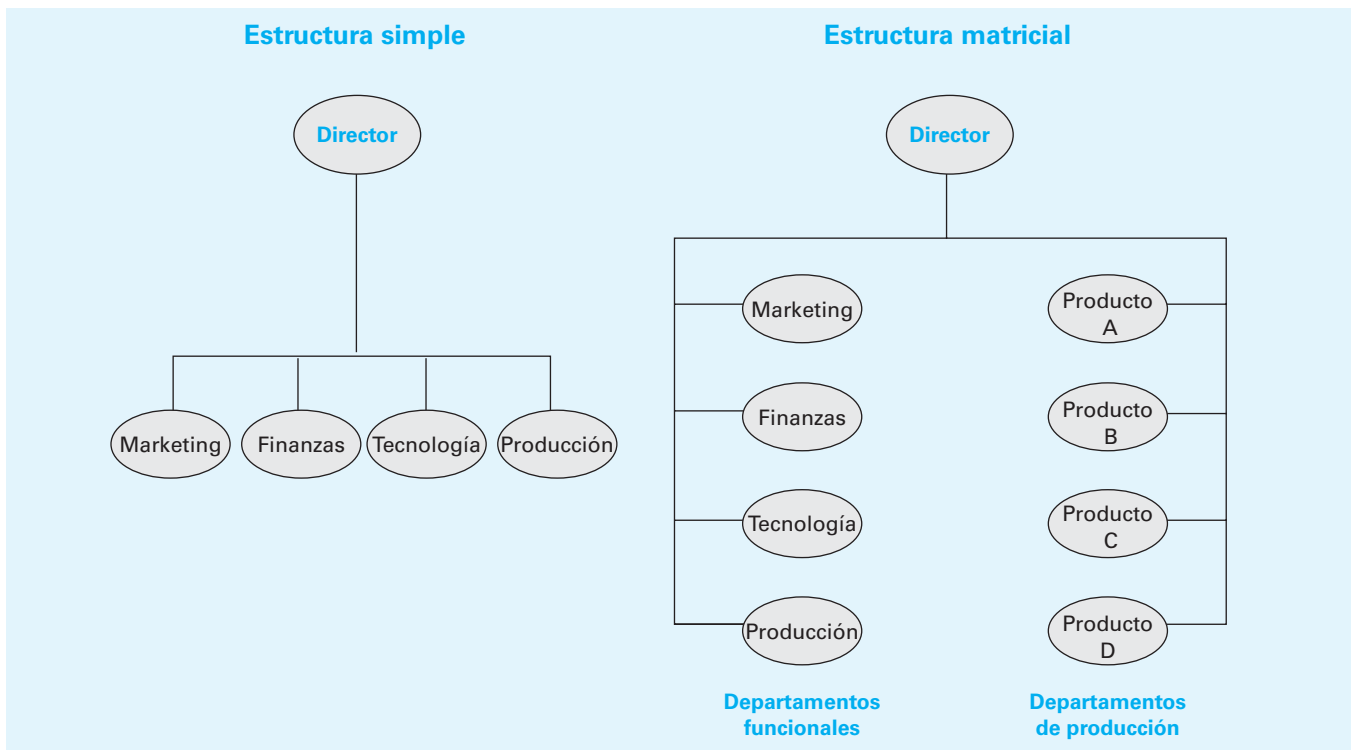 Estructura simple
Estructura matricial
Director
Director
Marketing
Finanzas
Tecnología
Producción
Marketing
Finanzas
Tecnología
Producción
Departamentos
funcionales
Producto
A
Producto
B
Producto
C
Producto
D
Departamentos
de producción